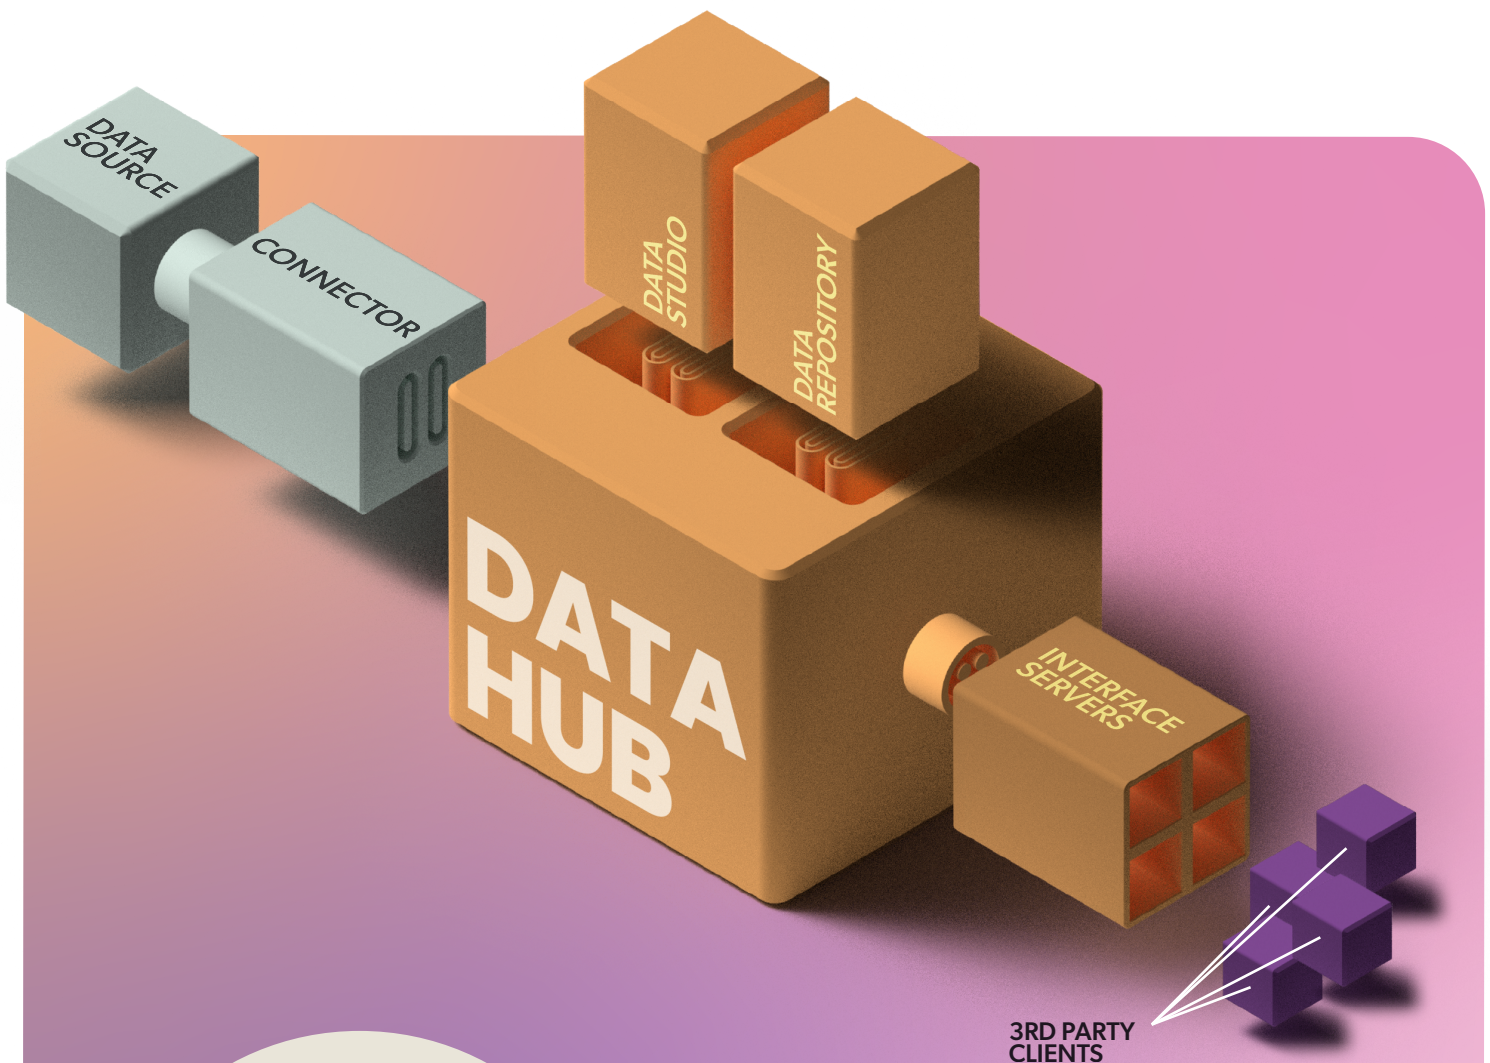 DATA
SOURCE
CONNECTOR
DATA
STUDIO
DATA
REPOSITORY
DATA
HUB
INTERFACE
SERVERS
3RD PARTY
CLIENTS